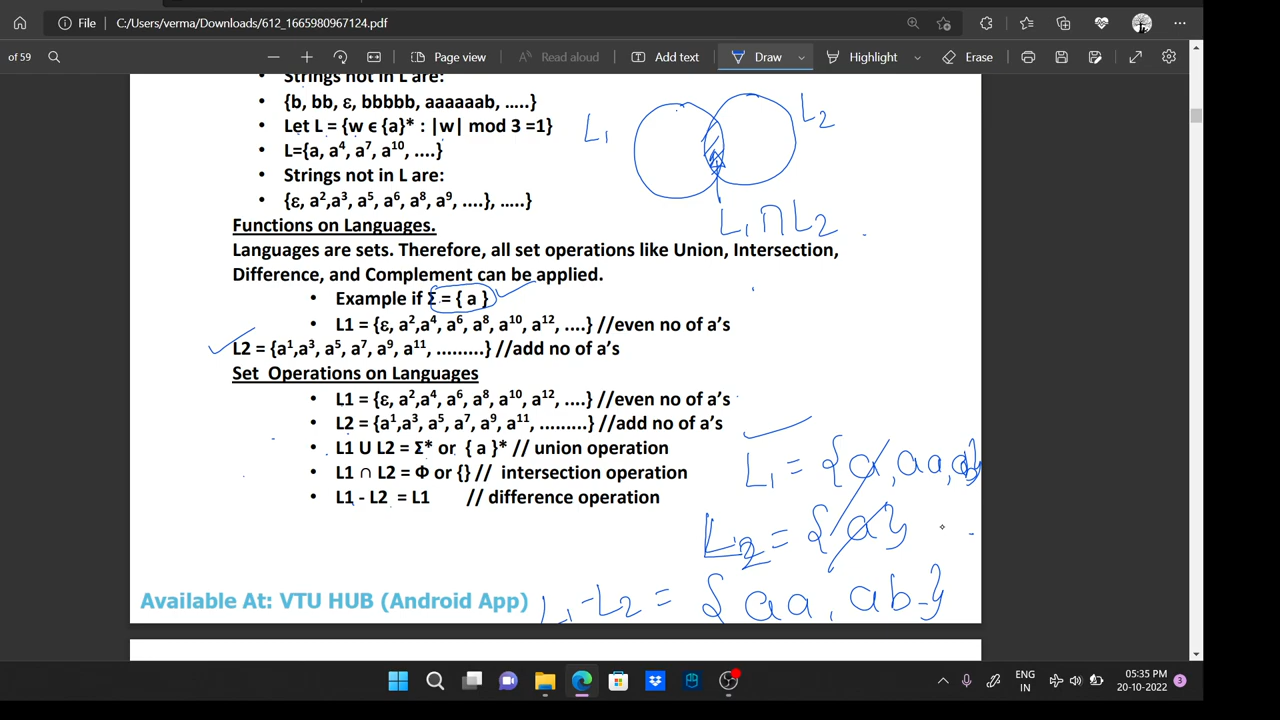 File C:/Users/verma/Downloads/612_1665980967124.pdf
of 59 Page view Read aloud Add text Draw Highlight Erase
Strings not in L are:
• {b, bb, ε, bbbbb, aaaaaab, …..}
• Let L = {w ϵ {a}* : |w| mod 3 =1}
• L={a, a⁴, a⁷, a¹⁰, ....}
• Strings not in L are:
• {ε, a²,a³, a⁵, a⁶, a⁸, a⁹, ....}, …..}
L₁ L₂
L₁ ∩ L₂
Functions on Languages.
Languages are sets. Therefore, all set operations like Union, Intersection,
Difference, and Complement can be applied.
• Example if Σ = { a }
• L1 = {ε, a²,a⁴, a⁶, a⁸, a¹⁰, a¹², ....} //even no of a’s
L2 = {a¹,a³, a⁵, a⁷, a⁹, a¹¹, .........} //add no of a’s
Set Operations on Languages
• L1 = {ε, a²,a⁴, a⁶, a⁸, a¹⁰, a¹², ....} //even no of a’s
• L2 = {a¹,a³, a⁵, a⁷, a⁹, a¹¹, .........} //add no of a’s
• L1 U L2 = Σ* or { a }* // union operation
• L1 ∩ L2 = Φ or {} // intersection operation
• L1 - L2 = L1 // difference operation
L₁ = {a, aa, ab}
L₂ = {a}
L₁ - L₂ = {aa, ab}
Available At: VTU HUB (Android App)
ENG
IN
05:35 PM
20-10-2022
3